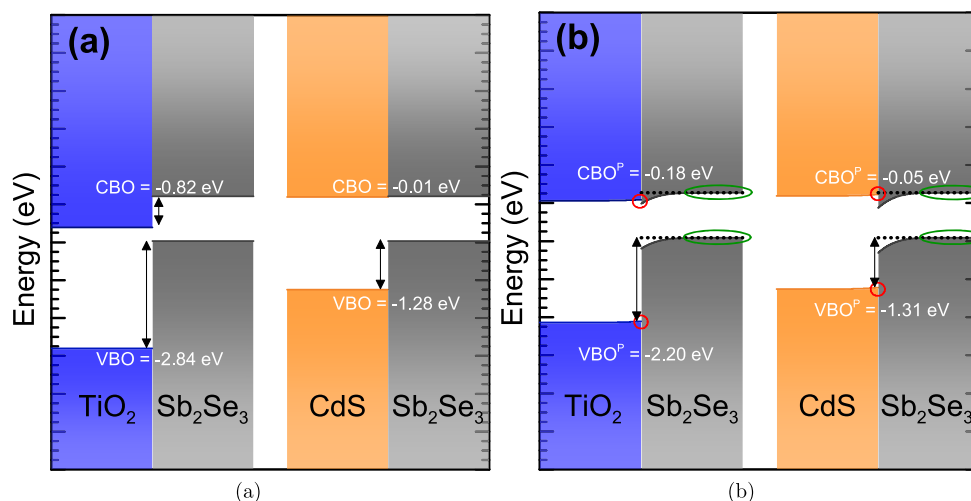 (a)
Energy (eV)
CBO = -0.82 eV
CBO = -0.01 eV
VBO = -1.28 eV
VBO = -2.84 eV
TiO₂
Sb₂Se₃
CdS
Sb₂Se₃
(a)
(b)
Energy (eV)
CBOᴾ = -0.18 eV
CBOᴾ = -0.05 eV
VBOᴾ = -1.31 eV
VBOᴾ = -2.20 eV
TiO₂
Sb₂Se₃
CdS
Sb₂Se₃
(b)